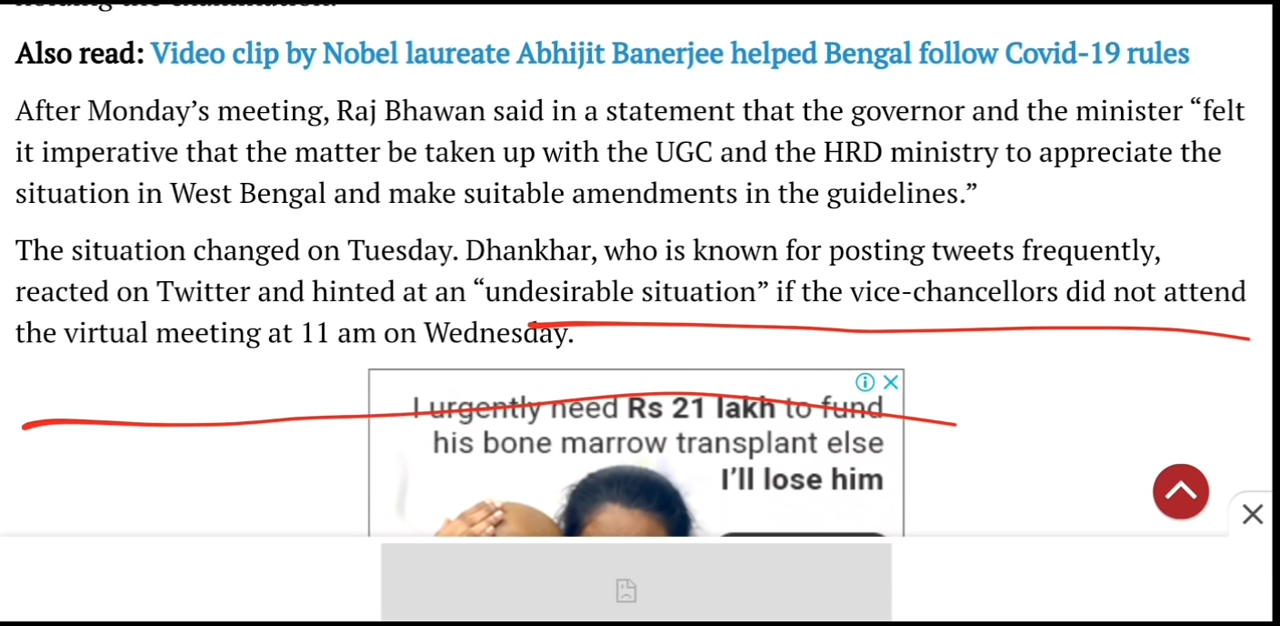 Also read: Video clip by Nobel laureate Abhijit Banerjee helped Bengal follow Covid-19 rules
After Monday’s meeting, Raj Bhawan said in a statement that the governor and the minister “felt
it imperative that the matter be taken up with the UGC and the HRD ministry to appreciate the
situation in West Bengal and make suitable amendments in the guidelines.”
The situation changed on Tuesday. Dhankhar, who is known for posting tweets frequently,
reacted on Twitter and hinted at an “undesirable situation” if the vice-chancellors did not attend
the virtual meeting at 11 am on Wednesday.
I urgently need Rs 21 lakh to fund
his bone marrow transplant else
I’ll lose him